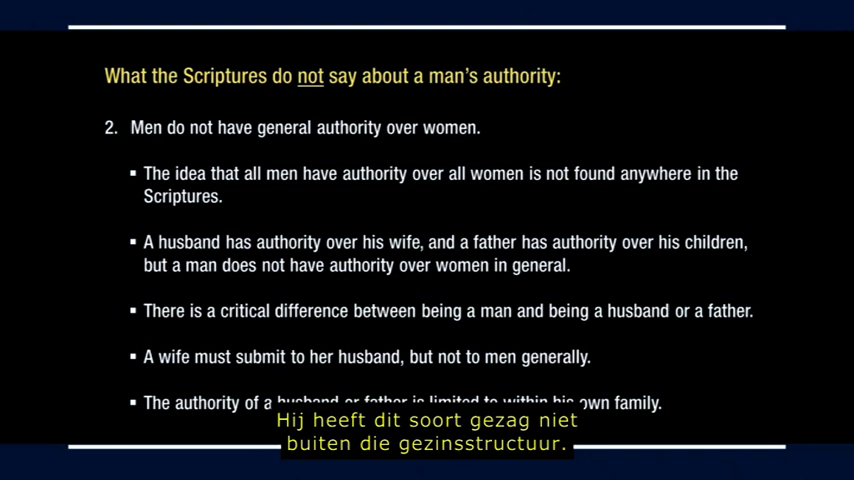 What the Scriptures do not say about a man's authority:
2. Men do not have general authority over women.
▪ The idea that all men have authority over all women is not found anywhere in the
Scriptures.
▪ A husband has authority over his wife, and a father has authority over his children,
but a man does not have authority over women in general.
▪ There is a critical difference between being a man and being a husband or a father.
▪ A wife must submit to her husband, but not to men generally.
▪ The authority of a husband or father is limited to within his own family.
Hij heeft dit soort gezag niet
buiten die gezinsstructuur.